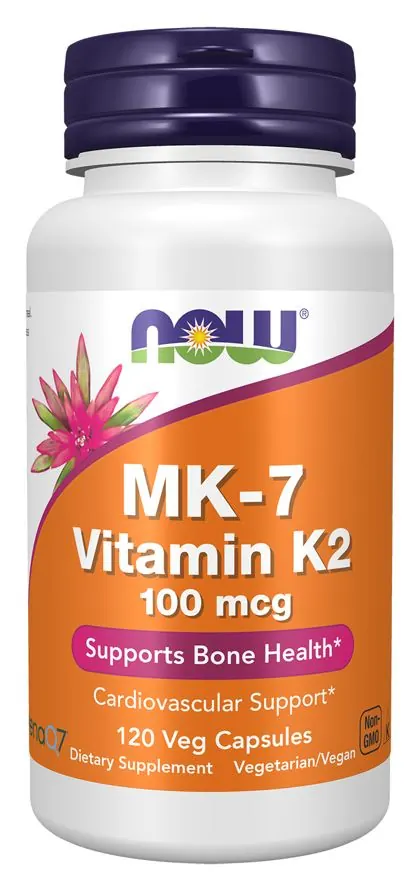 NOW®
MK-7
Vitamin K2
100 mcg
Supports Bone Health*
Cardiovascular Support*
120 Veg Capsules
Dietary Supplement Vegetarian/Vegan
Non-
GMO